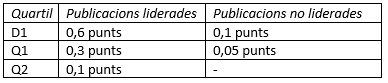 Quartil Publicacions liderades Publicacions no liderades
D1 0,6 punts 0,1 punts
Q1 0,3 punts 0,05 punts
Q2 0,1 punts -